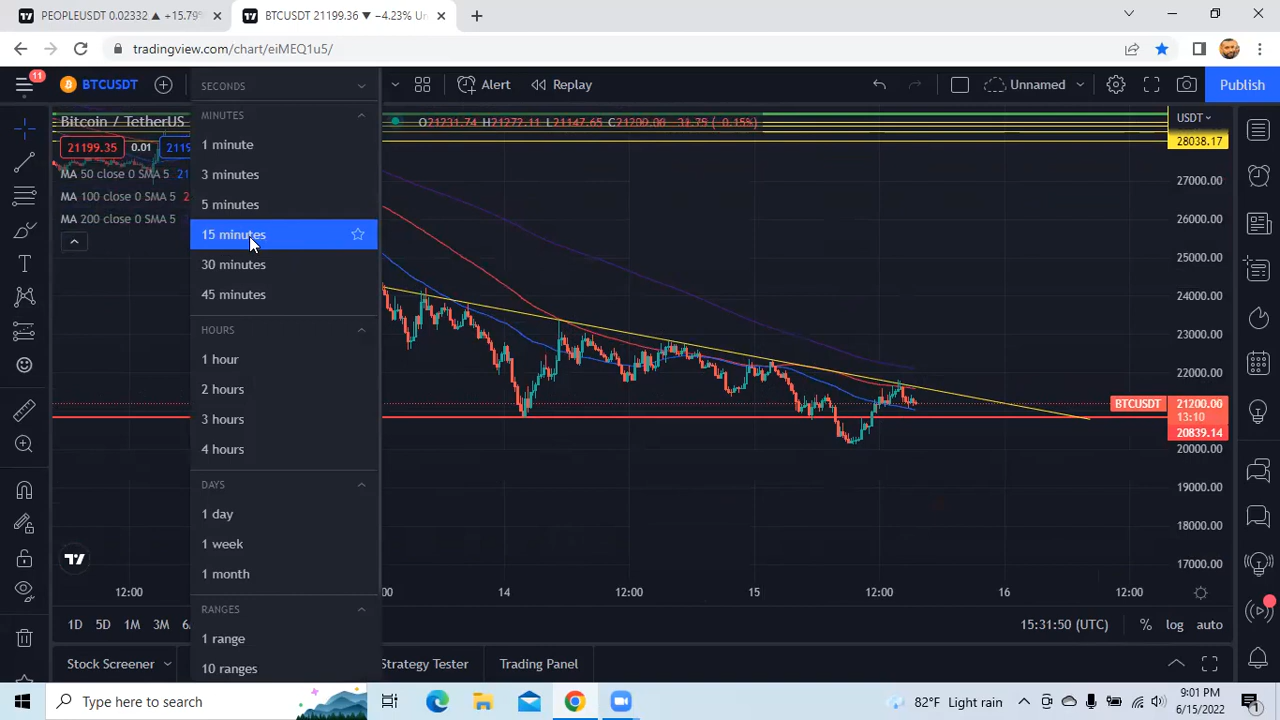 PEOPLEUSDT 0.02332 ▲ +15.79%
BTCUSDT 21199.36 ▼ −4.23% Un
tradingview.com/chart/eiMEQ1u5/
11
BTCUSDT
Alert
Replay
Unnamed
Publish
SECONDS
MINUTES
1 minute
3 minutes
5 minutes
15 minutes
30 minutes
45 minutes
HOURS
1 hour
2 hours
3 hours
4 hours
DAYS
1 day
1 week
1 month
RANGES
1 range
10 ranges
Bitcoin / TetherUS
O21231.74 H21272.11 L21147.65 C21200.00 −31.75 (−0.15%)
21199.35
0.01
MA 50 close 0 SMA 5
MA 100 close 0 SMA 5
MA 200 close 0 SMA 5
USDT
28038.17
27000.00
26000.00
25000.00
24000.00
23000.00
22000.00
BTCUSDT
21200.00
13:10
20839.14
20000.00
19000.00
18000.00
17000.00
12:00
14
12:00
15
12:00
16
12:00
1D
5D
1M
3M
15:31:50 (UTC)
%
log
auto
Stock Screener
Strategy Tester
Trading Panel
Type here to search
82°F Light rain
9:01 PM
6/15/2022
1